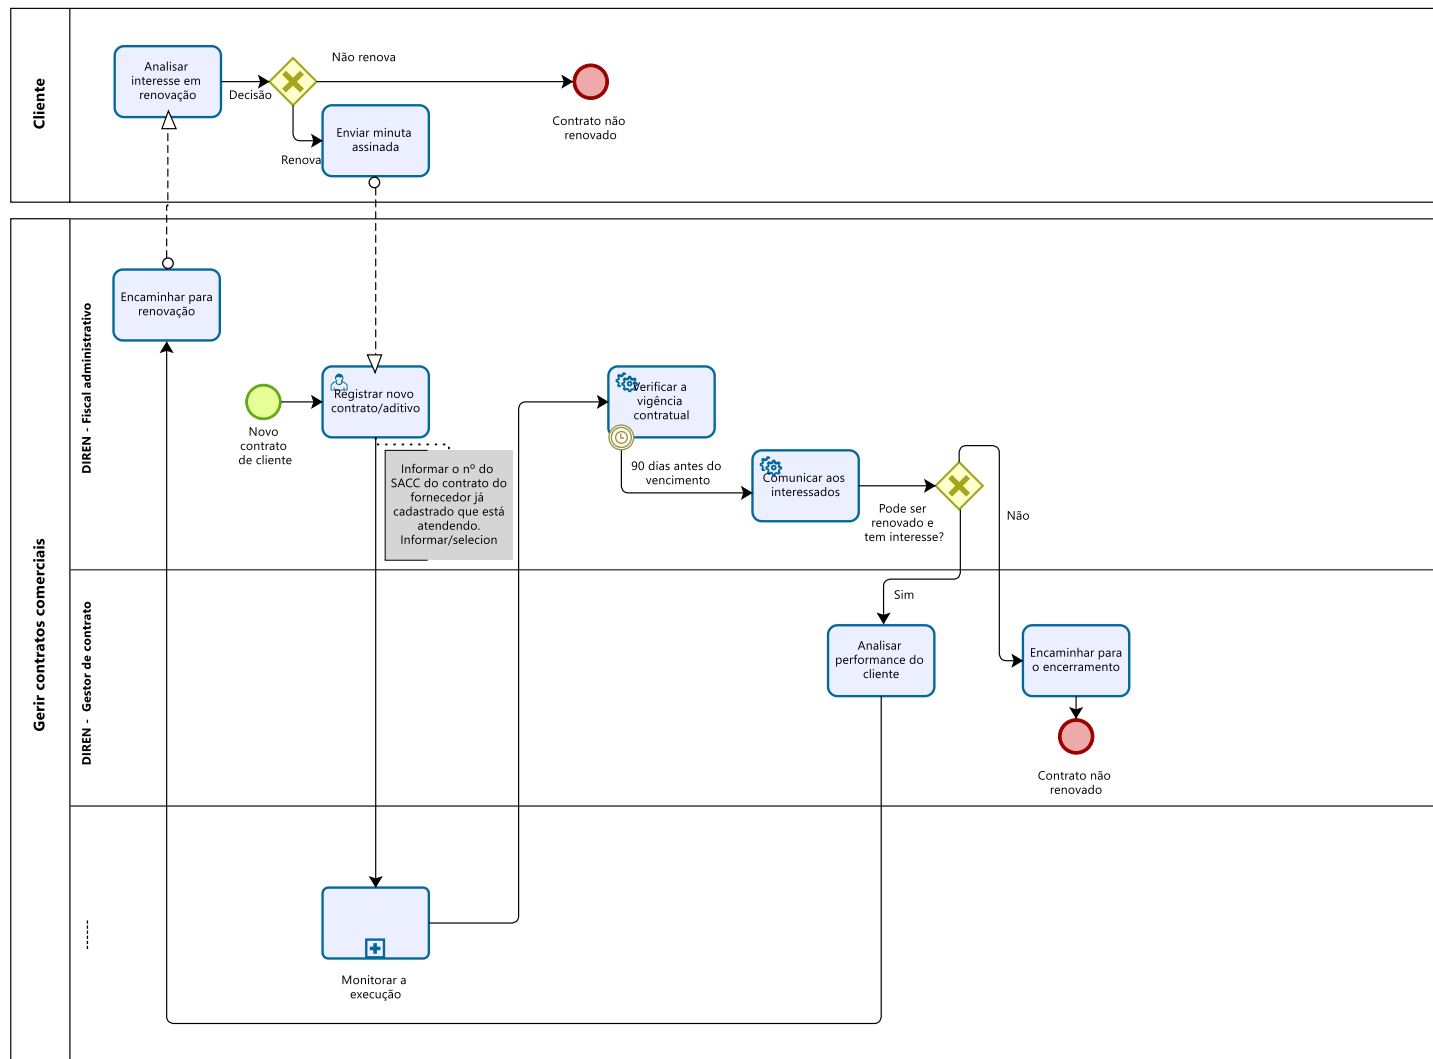 Cliente
Analisar
interesse em
renovação
Decisão
Não renova
Renova
Enviar minuta
assinada
Contrato não
renovado
Gerir contratos comerciais
DIREN - Fiscal administrativo
Encaminhar para
renovação
Novo
contrato
de cliente
Registrar novo
contrato/aditivo
Informar o nº do
SACC do contrato do
fornecedor já
cadastrado que está
atendendo.
Informar/selecion
Verificar a
vigência
contratual
90 dias antes do
vencimento
Comunicar aos
interessados
Pode ser
renovado e
tem interesse?
Não
Sim
DIREN - Gestor de contrato
Analisar
performance do
cliente
Encaminhar para
o encerramento
Contrato não
renovado
------
Monitorar a
execução